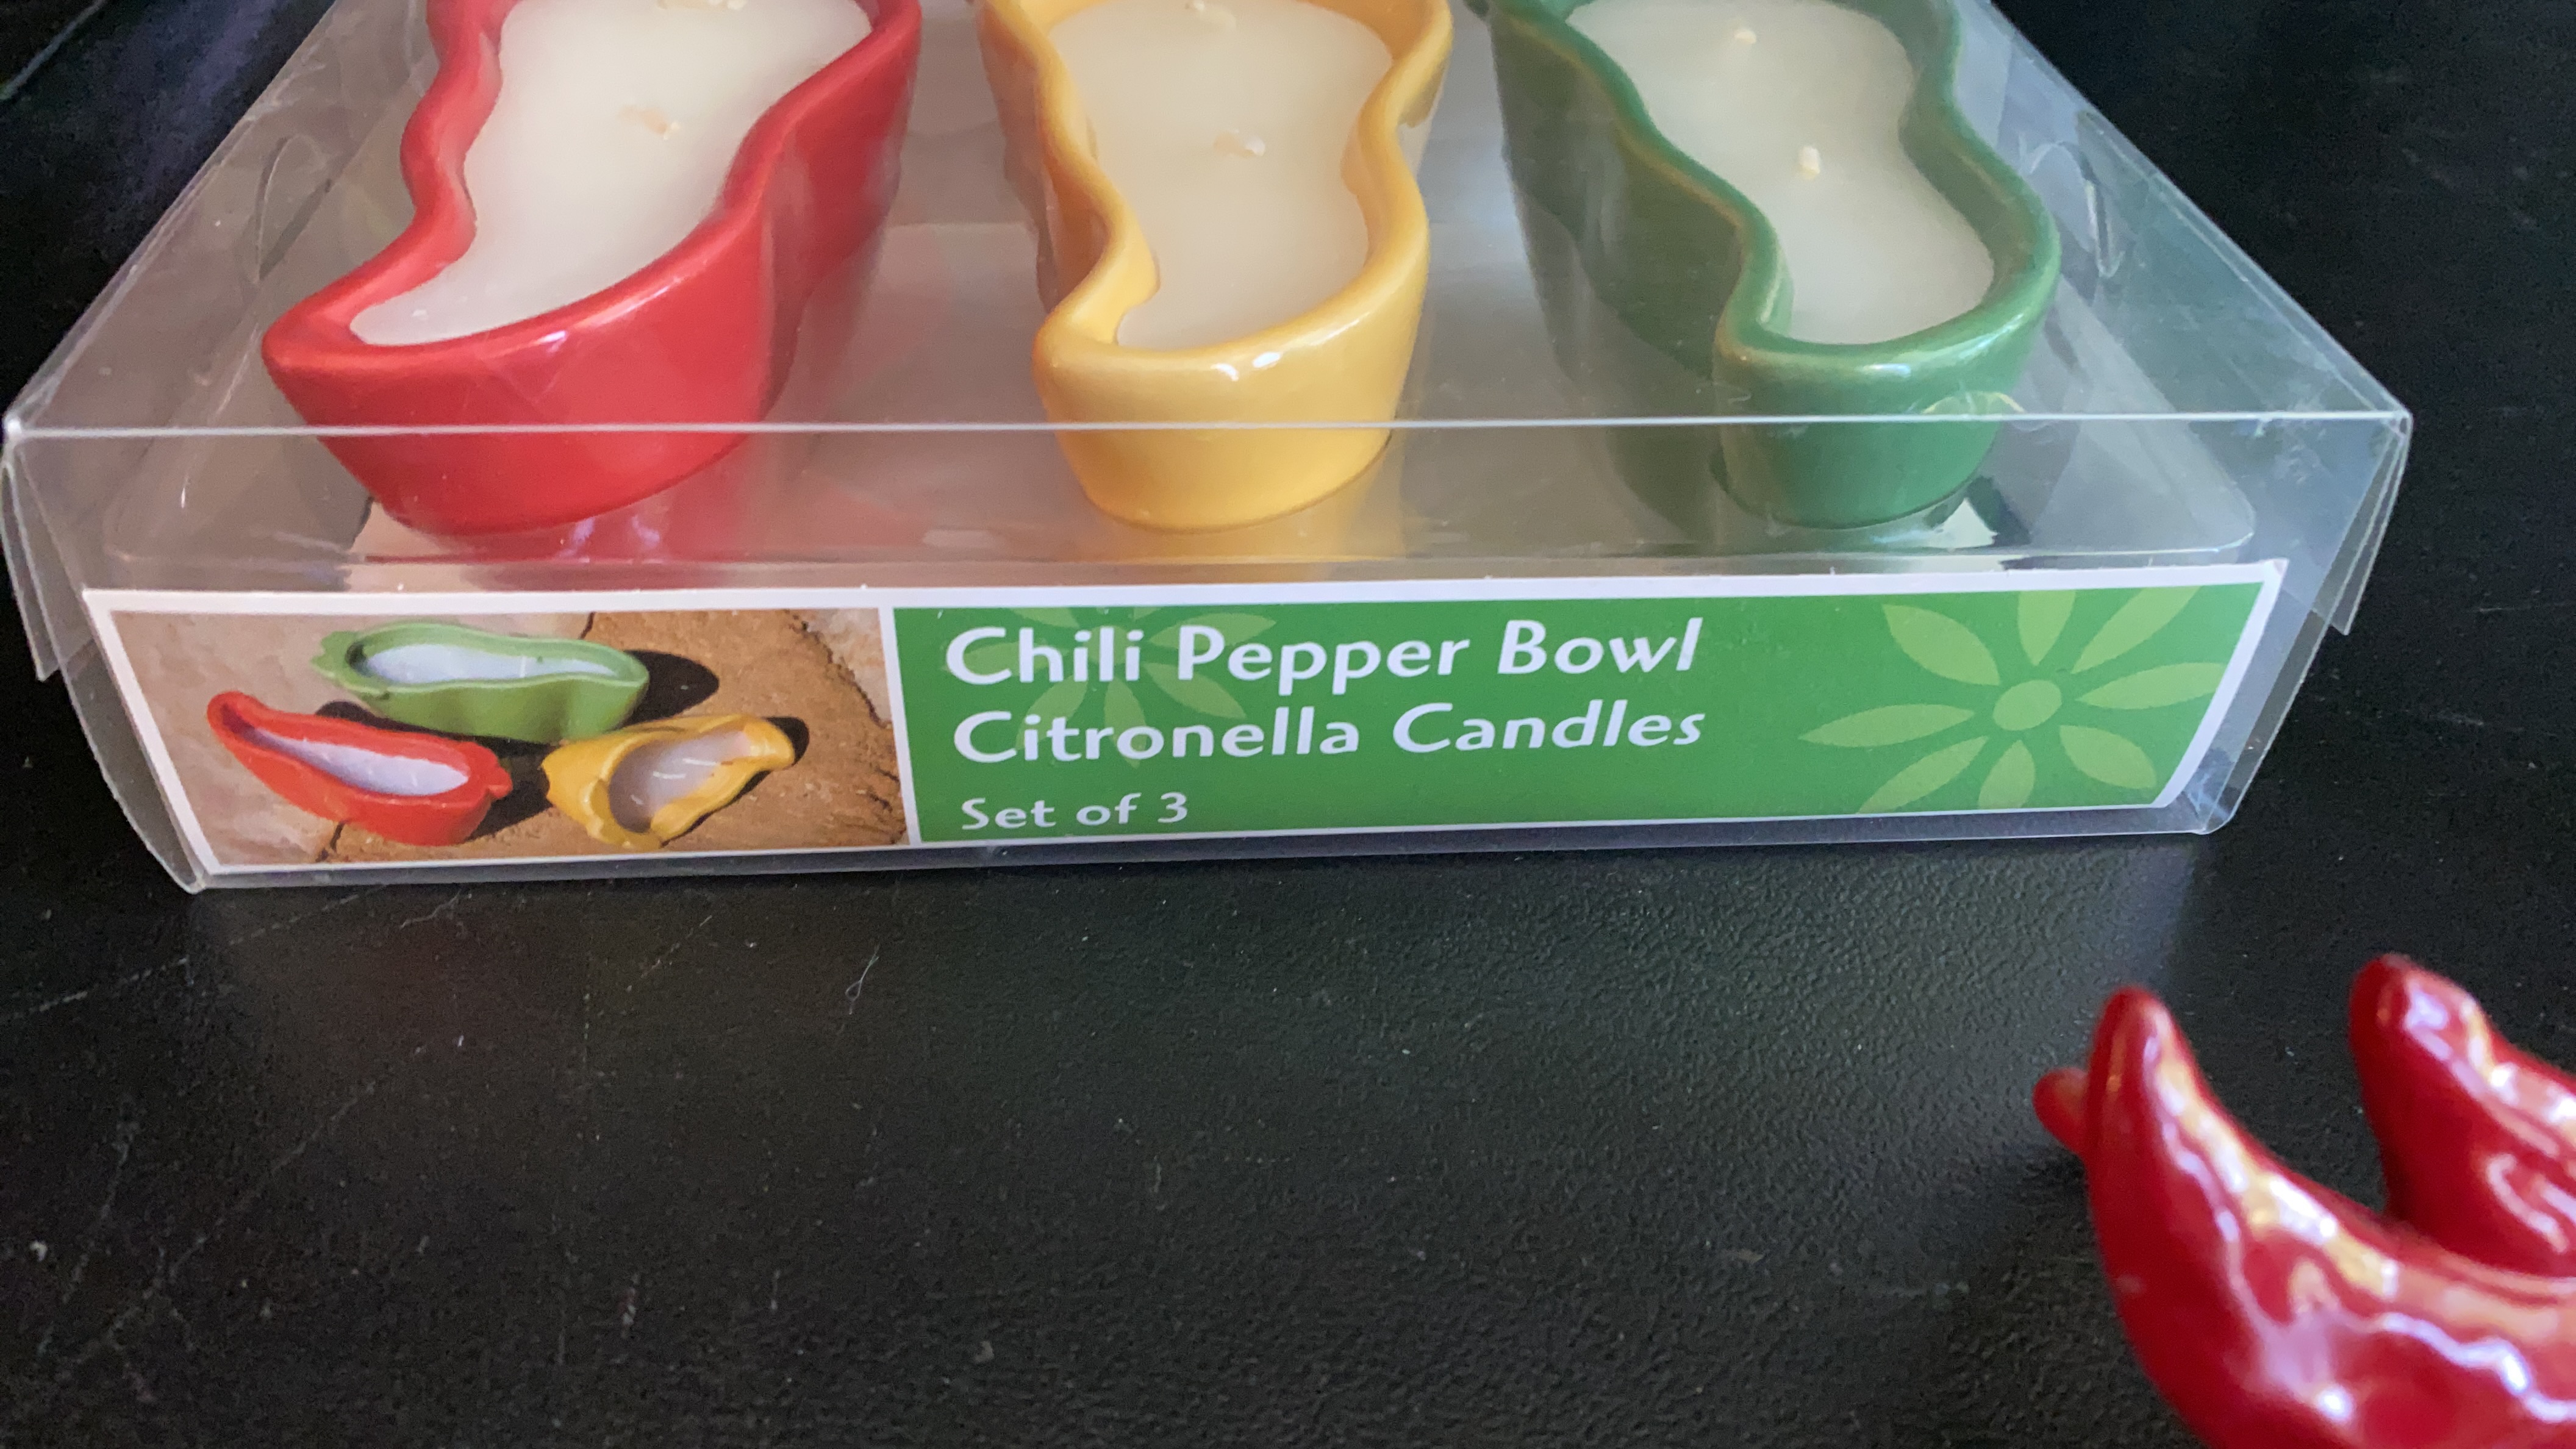 Chili Pepper Bowl
Citronella Candles
Set of 3